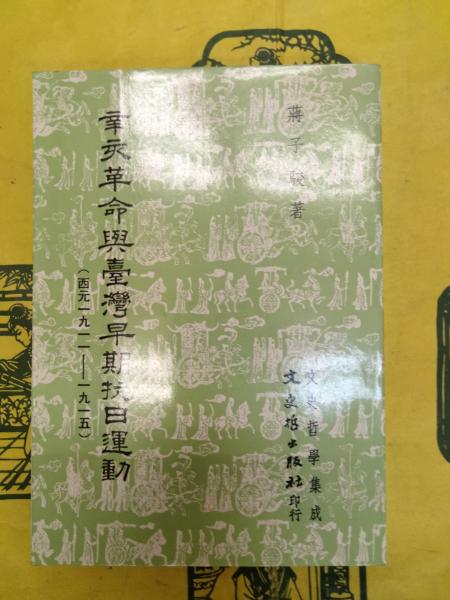 蔣子駿著
辛亥革命與臺灣早期抗日運動
(西元一九一一——一九一五)
文史哲學集成
文史哲出版社印行